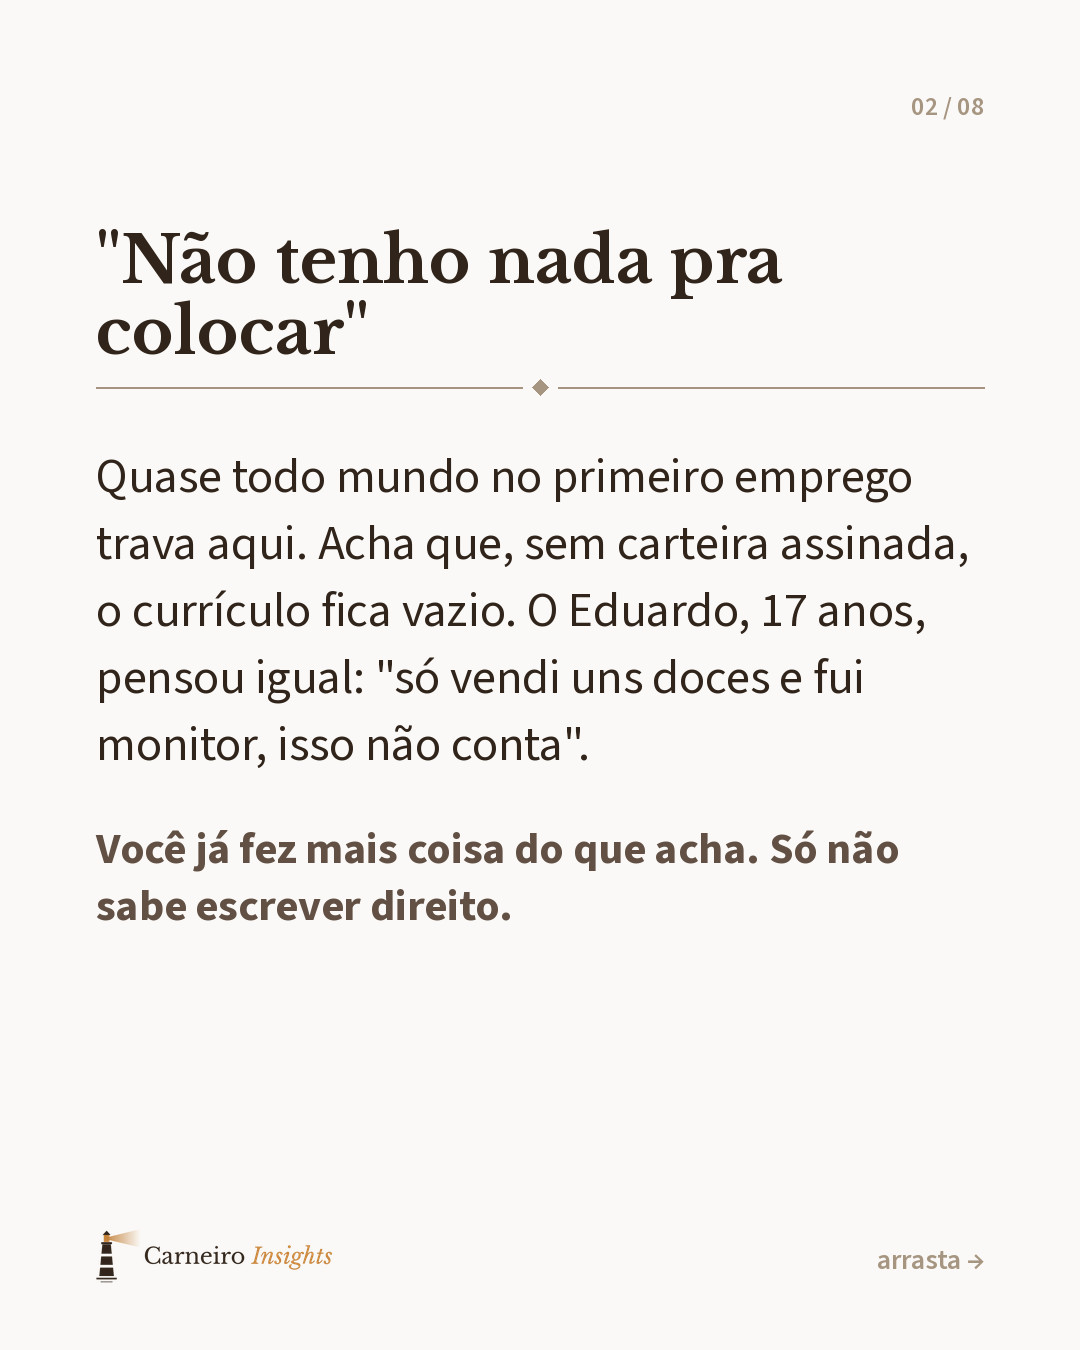 02 / 08
"Não tenho nada pra
colocar"
Quase todo mundo no primeiro emprego
trava aqui. Acha que, sem carteira assinada,
o currículo fica vazio. O Eduardo, 17 anos,
pensou igual: "só vendi uns doces e fui
monitor, isso não conta".
Você já fez mais coisa do que acha. Só não
sabe escrever direito.
Carneiro Insights
arrasta →